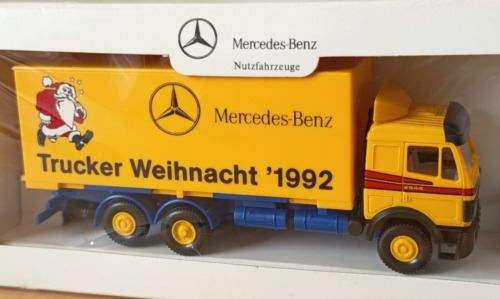 Mercedes-Benz
Nutzfahrzeuge
Mercedes-Benz
Trucker Weihnacht '1992